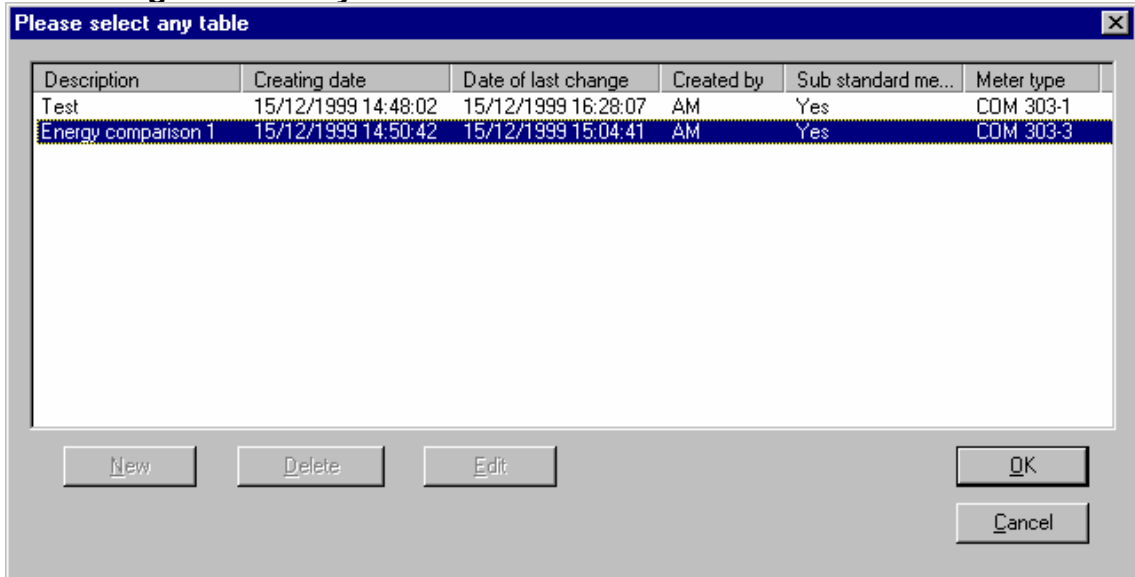 Please select any table
Description Creating date Date of last change Created by Sub standard me... Meter type
Test 15/12/1999 14:48:02 15/12/1999 16:28:07 AM Yes COM 303-1
Energy comparison 1 15/12/1999 14:50:42 15/12/1999 15:04:41 AM Yes COM 303-3
New Delete Edit OK
Cancel